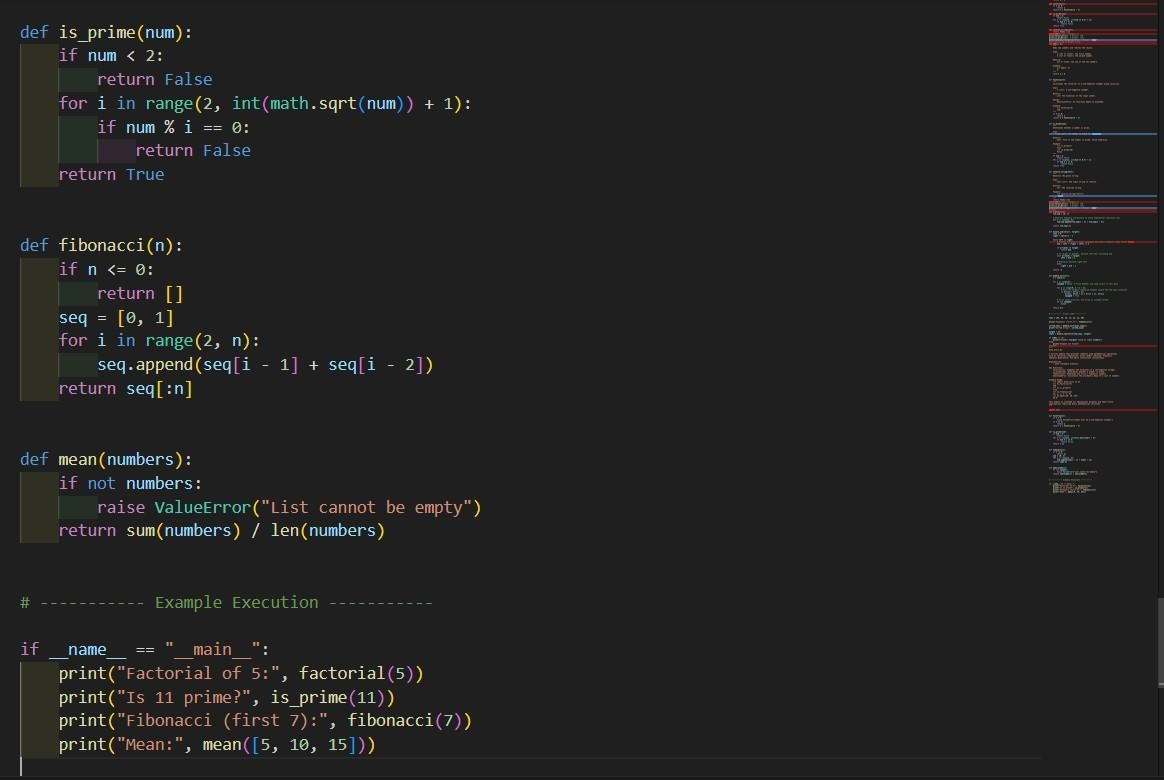 def is_prime(num):
    if num < 2:
        return False
    for i in range(2, int(math.sqrt(num)) + 1):
        if num % i == 0:
            return False
    return True
def fibonacci(n):
    if n <= 0:
        return []
    seq = [0, 1]
    for i in range(2, n):
        seq.append(seq[i - 1] + seq[i - 2])
    return seq[:n]
def mean(numbers):
    if not numbers:
        raise ValueError("List cannot be empty")
    return sum(numbers) / len(numbers)
# ----------- Example Execution -----------
if __name__ == "__main__":
    print("Factorial of 5:", factorial(5))
    print("Is 11 prime?", is_prime(11))
    print("Fibonacci (first 7):", fibonacci(7))
    print("Mean:", mean([5, 10, 15]))